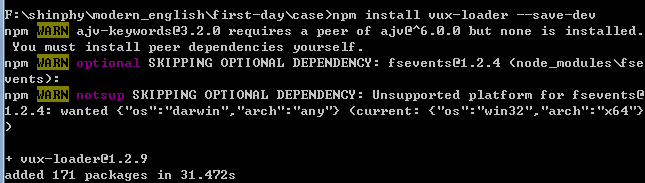 F:\shinphy\modern_english\first-day\case>npm install vux-loader --save-dev
npm WARN ajv-keywords@3.2.0 requires a peer of ajv@^6.0.0 but none is installed.
 You must install peer dependencies yourself.
npm WARN optional SKIPPING OPTIONAL DEPENDENCY: fsevents@1.2.4 (node_modules\fse
vents):
npm WARN notsup SKIPPING OPTIONAL DEPENDENCY: Unsupported platform for fsevents@
1.2.4: wanted {"os":"darwin","arch":"any"} (current: {"os":"win32","arch":"x64"}
)
+ vux-loader@1.2.9
added 171 packages in 31.472s